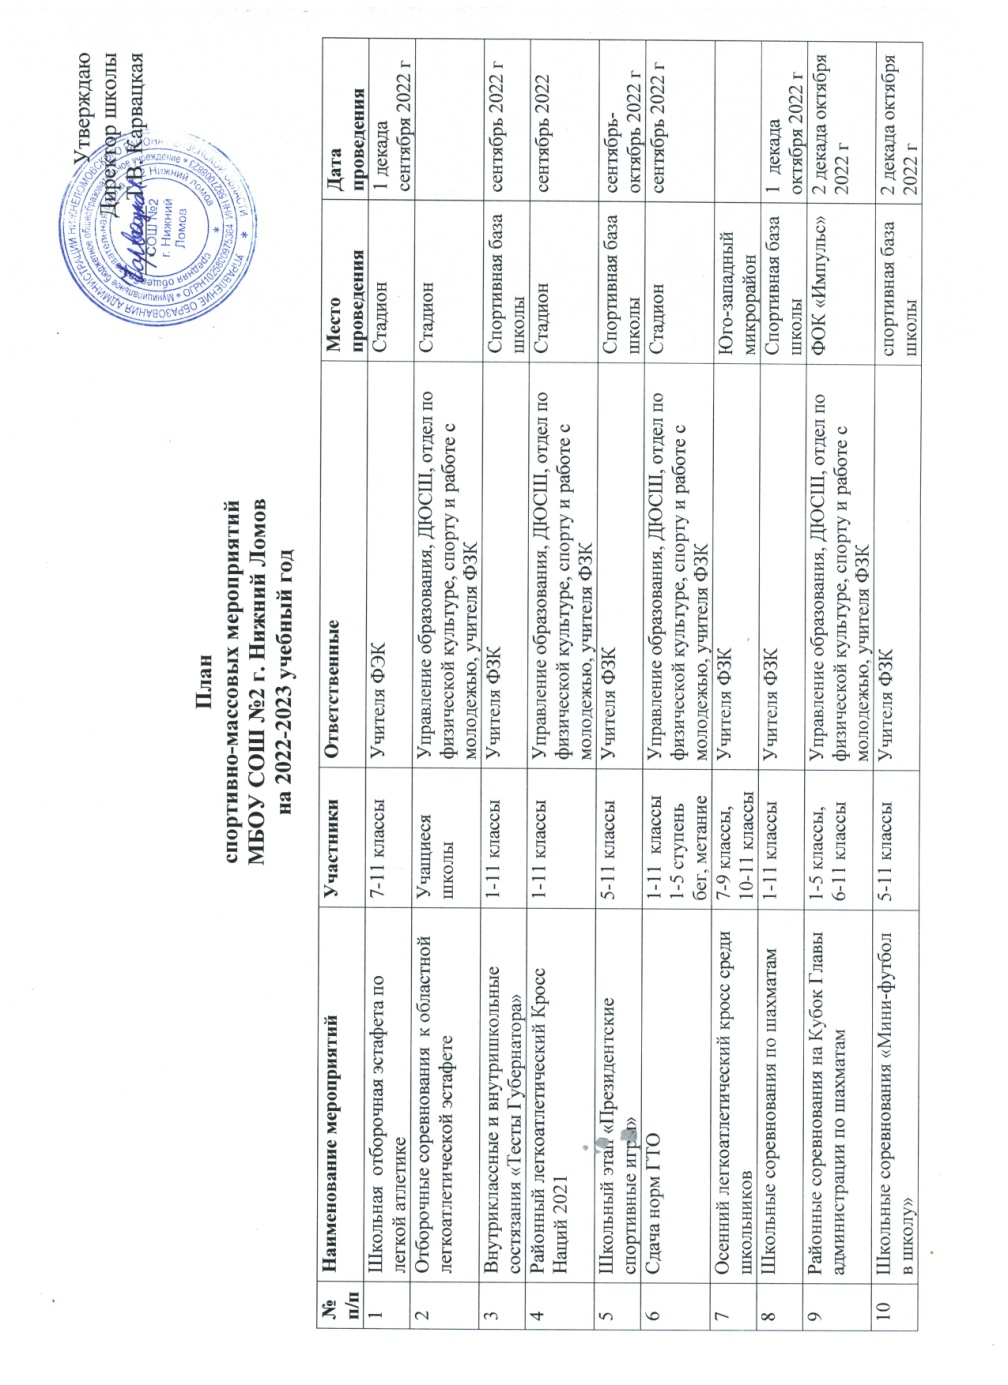 Утверждаю
Директор школы
Т.В. Карвацкая
СОШ №2
г. Нижний
Ломов
План
спортивно-массовых мероприятий
МБОУ СОШ №2 г. Нижний Ломов
на 2022-2023 учебный год
№ Наименование мероприятий Участники Ответственные Место Дата
п/п проведения проведения
1 Школьная отборочная эстафета по 7-11 классы Учителя ФЭК Стадион 1 декада
легкой атлетике сентября 2022 г
2 Отборочные соревнования к областной Учащиеся Управление образования, ДЮСШ, отдел по Стадион
легкоатлетической эстафете школы физической культуре, спорту и работе с
молодежью, учителя ФЗК
3 Внутриклассные и внутришкольные 1-11 классы Учителя ФЗК Спортивная база сентябрь 2022 г
состязания «Тесты Губернатора» школы
4 Районный легкоатлетический Кросс 1-11 классы Управление образования, ДЮСШ, отдел по Стадион сентябрь 2022
Наций 2021 физической культуре, спорту и работе с
молодежью, учителя ФЗК
5 Школьный этап «Президентские 5-11 классы Учителя ФЗК Спортивная база сентябрь-
спортивные игры» школы октябрь 2022 г
6 Сдача норм ГТО 1-11 классы Управление образования, ДЮСШ, отдел по Стадион сентябрь 2022 г
1-5 ступень физической культуре, спорту и работе с
бег, метание молодежью, учителя ФЗК
7 Осенний легкоатлетический кросс среди 7-9 классы, Учителя ФЗК Юго-западный
школьников 10-11 классы микрорайон
8 Школьные соревнования по шахматам 1-11 классы Учителя ФЗК Спортивная база 1 декада
школы октября 2022 г
9 Районные соревнования на Кубок Главы 1-5 классы, Управление образования, ДЮСШ, отдел по ФОК «Импульс» 2 декада октября
администрации по шахматам 6-11 классы физической культуре, спорту и работе с 2022 г
молодежью, учителя ФЗК
10 Школьные соревнования «Мини-футбол 5-11 классы Учителя ФЗК спортивная база 2 декада октября
в школу» школы 2022 г